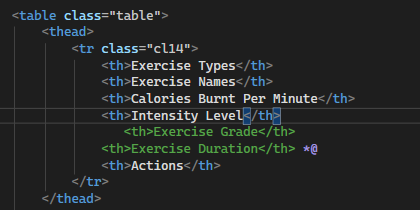 <table class="table">
<thead>
<tr class="cl14">
<th>Exercise Types</th>
<th>Exercise Names</th>
<th>Calories Burnt Per Minute</th>
<th>Intensity Level</th>
<th>Exercise Grade</th>
<th>Exercise Duration</th> *@
<th>Actions</th>
</tr>
</thead>